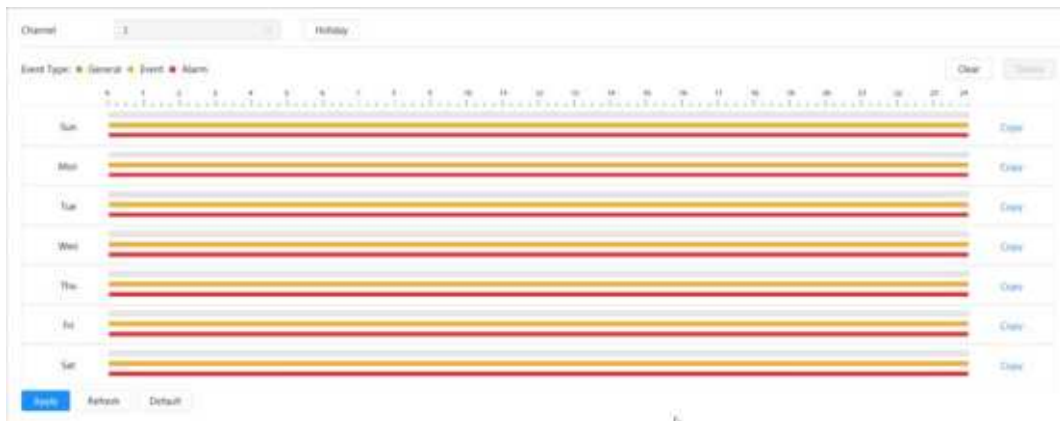 Channel 1 Holiday
Event Type: General Event Alarm Clear
0 1 2 3 4 5 6 7 8 9 10 11 12 13 14 15 16 17 18 19 20 21 22 23 24
Sun Copy
Mon Copy
Tue Copy
Wed Copy
Thu Copy
Fri Copy
Sat Copy
Apply Refresh Default